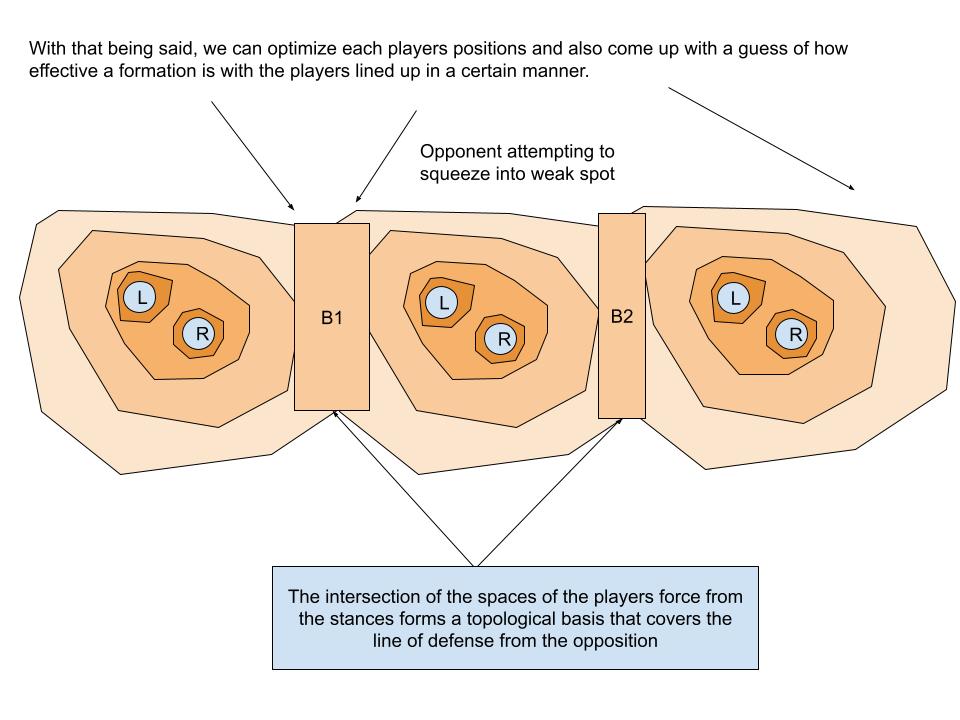 With that being said, we can optimize each players positions and also come up with a guess of how
effective a formation is with the players lined up in a certain manner.
Opponent attempting to
squeeze into weak spot
L
R
B1
L
R
B2
L
R
The intersection of the spaces of the players force from
the stances forms a topological basis that covers the
line of defense from the opposition